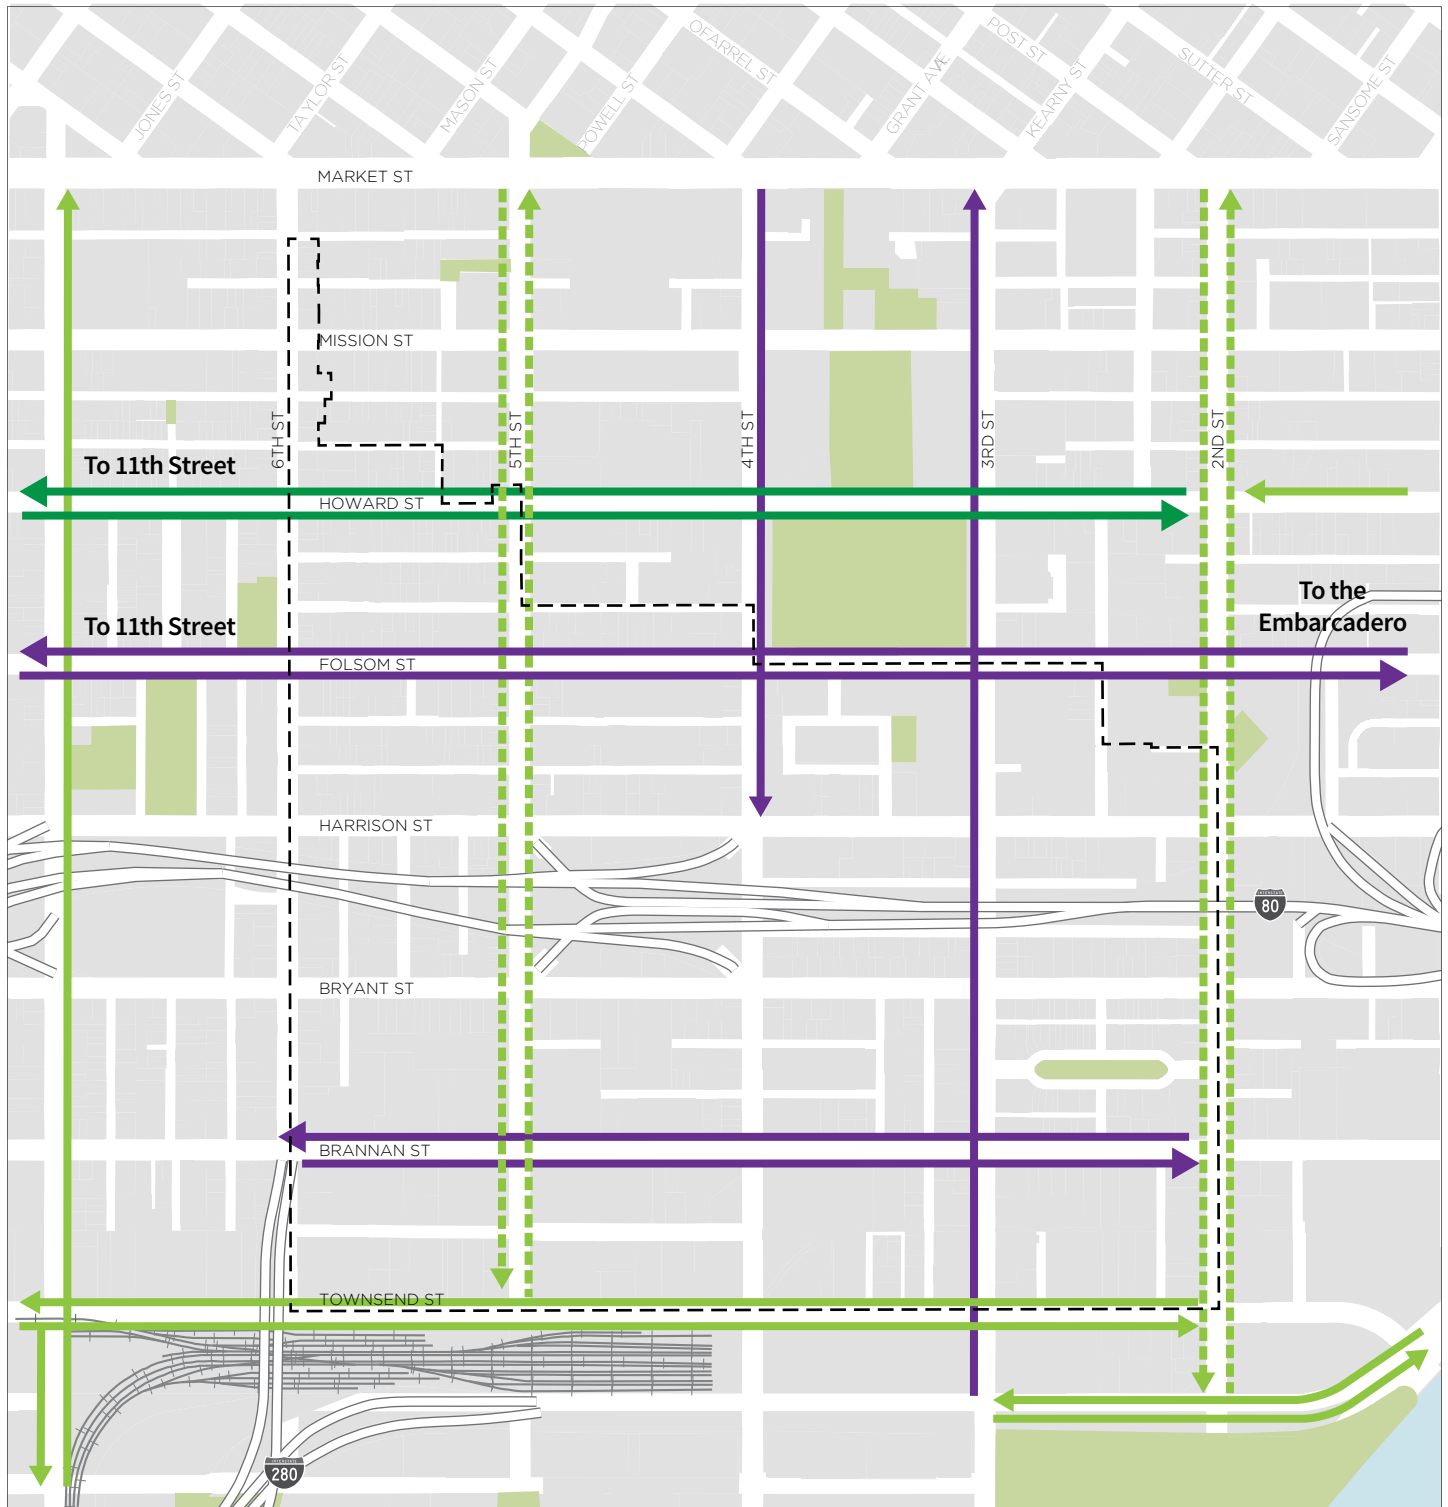 JONES ST
TAYLOR ST
MASON ST
POWELL ST
OFARREL ST
GRANT AVE
POST ST
KEARNY ST
SUTTER ST
SANSOME ST
MARKET ST
MISSION ST
6TH ST
5TH ST
4TH ST
3RD ST
2ND ST
To 11th Street
HOWARD ST
To the
Embarcadero
To 11th Street
FOLSOM ST
HARRISON ST
INTERSTATE
80
BRYANT ST
BRANNAN ST
TOWNSEND ST
INTERSTATE
280